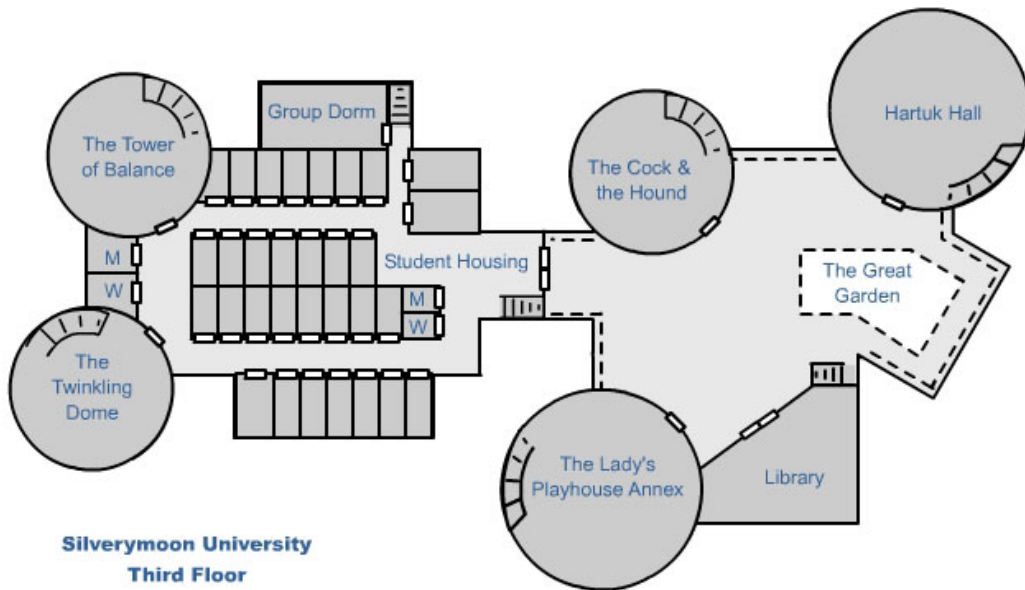 Group Dorm
Hartuk Hall
The Tower
of Balance
The Cock &
the Hound
M
W
Student Housing
The Great
Garden
M
W
The
Twinkling
Dome
The Lady's
Playhouse Annex
Library
Silverymoon University
Third Floor